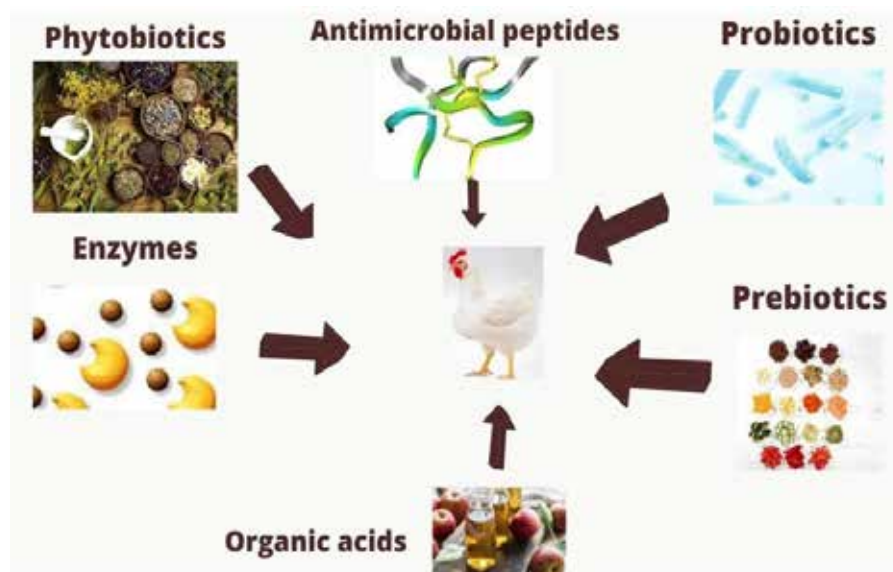 Phytobiotics
Antimicrobial peptides
Probiotics
Enzymes
Prebiotics
Organic acids